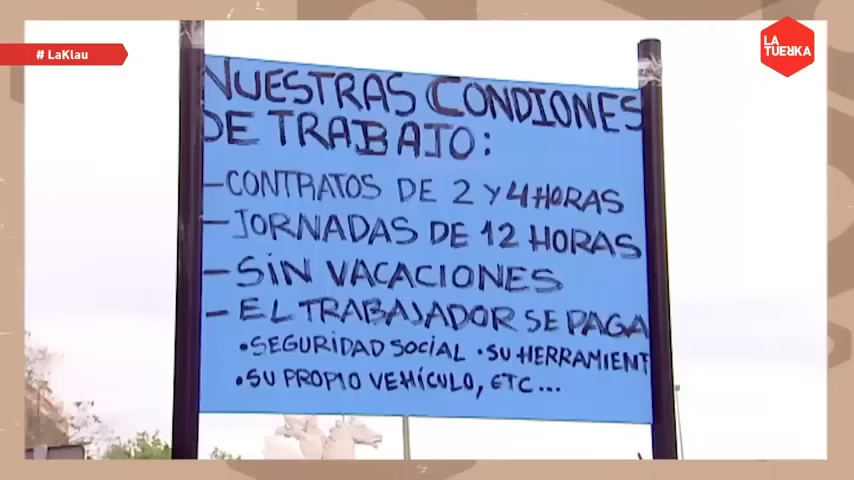 # LaKlau
LA
TUERKA
NUESTRAS CONDIONES
DE TRABAJO:
-CONTRATOS DE 2 Y 4 HORAS
-JORNADAS DE 12 HORAS
-SIN VACACIONES
-EL TRABAJADOR SE PAGA
•SEGURIDAD SOCIAL •SU HERRAMIENT
•SU PROPIO VEHÍCULO, ETC...